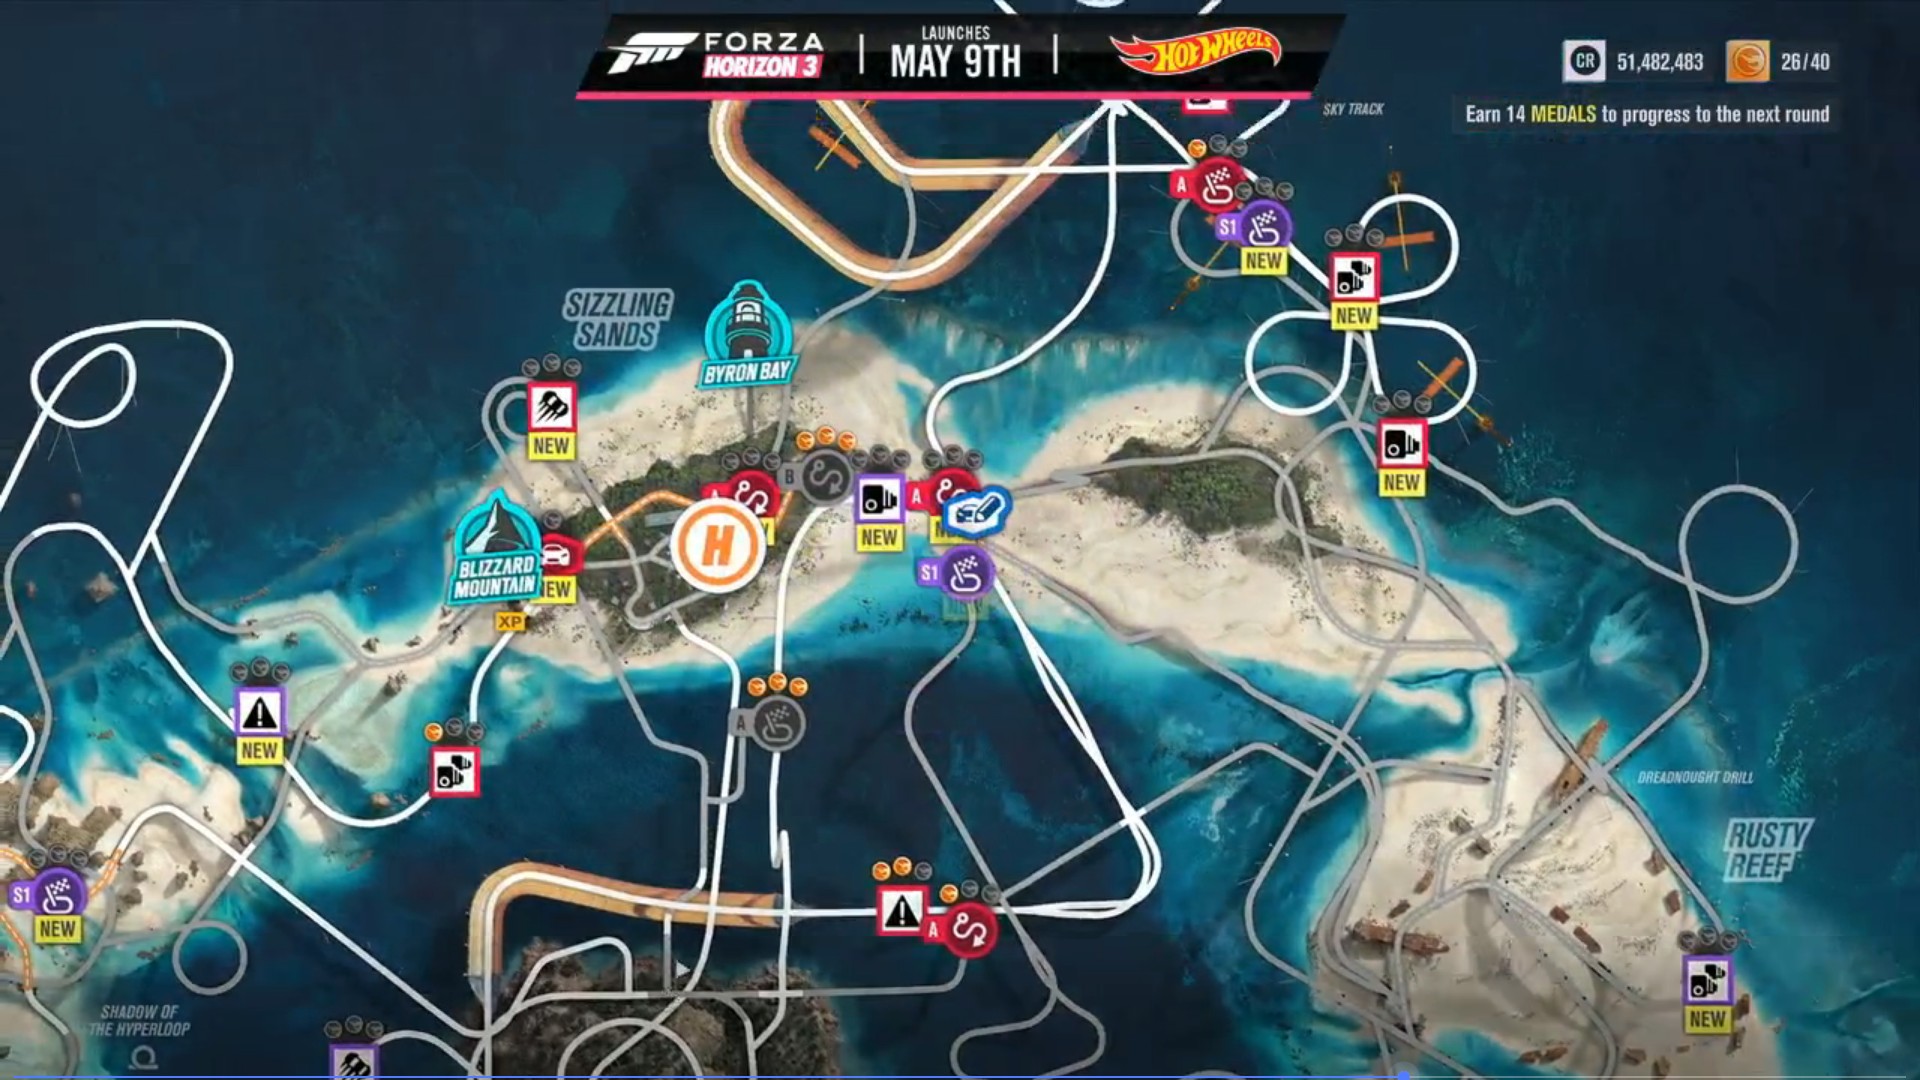 FORZA
HORIZON 3
LAUNCHES
MAY 9TH
Hot Wheels
CR 51,482,483
26/40
Earn 14 MEDALS to progress to the next round
SKY TRACK
A
S1
NEW
NEW
SIZZLING
SANDS
BYRON BAY
NEW
NEW
A
B
H
NEW
A
S1
NEW
BLIZZARD
MOUNTAIN
XP
NEW
A
DREADNOUGHT DRILL
RUSTY
REEF
S1
NEW
A
NEW
SHADOW OF
THE HYPERLOOP